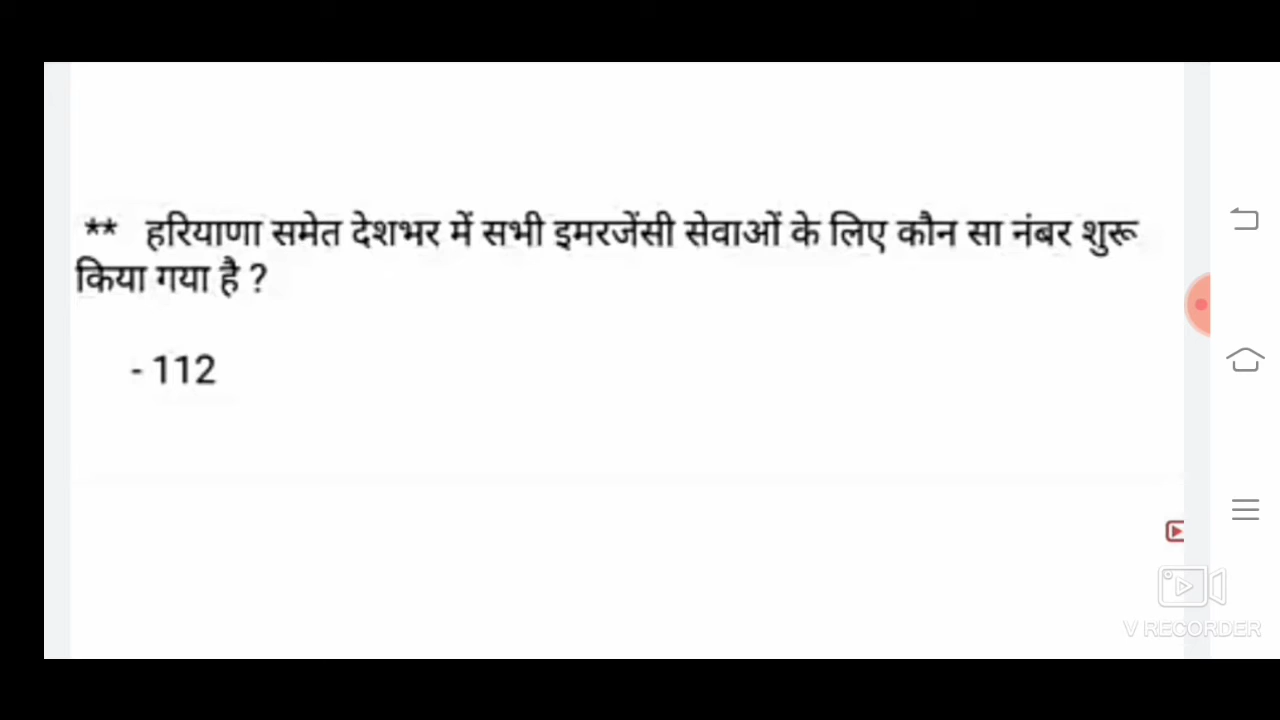 ** हरियाणा समेत देशभर में सभी इमरजेंसी सेवाओं के लिए कौन सा नंबर शुरू
किया गया है ?
- 112
V RECORDER